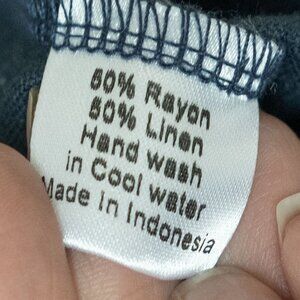 50% Rayon
50% Linen
Hand wash
in Cool water
Made In Indonesia